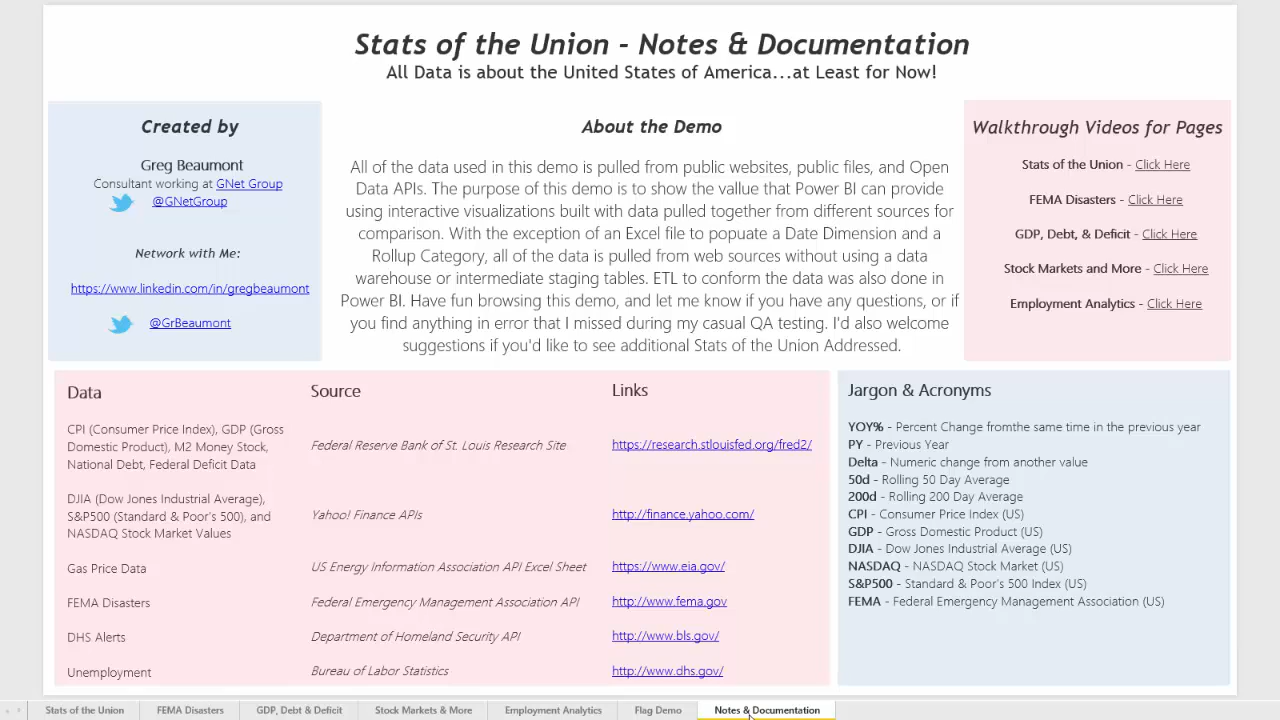 Stats of the Union - Notes & Documentation
All Data is about the United States of America...at Least for Now!
Created by
Greg Beaumont
Consultant working at GNet Group
@GNetGroup
Network with Me:
https://www.linkedin.com/in/gregbeaumont
@GrBeaumont
About the Demo
All of the data used in this demo is pulled from public websites, public files, and Open
Data APIs. The purpose of this demo is to show the vallue that Power BI can provide
using interactive visualizations built with data pulled together from different sources for
comparison. With the exception of an Excel file to popuate a Date Dimension and a
Rollup Category, all of the data is pulled from web sources without using a data
warehouse or intermediate staging tables. ETL to conform the data was also done in
Power BI. Have fun browsing this demo, and let me know if you have any questions, or if
you find anything in error that I missed during my casual QA testing. I'd also welcome
suggestions if you'd like to see additional Stats of the Union Addressed.
Walkthrough Videos for Pages
Stats of the Union - Click Here
FEMA Disasters - Click Here
GDP, Debt, & Deficit - Click Here
Stock Markets and More - Click Here
Employment Analytics - Click Here
Data Source Links
CPI (Consumer Price Index), GDP (Gross
Domestic Product), M2 Money Stock,
National Debt, Federal Deficit Data
Federal Reserve Bank of St. Louis Research Site
https://research.stlouisfed.org/fred2/
DJIA (Dow Jones Industrial Average),
S&P500 (Standard & Poor's 500), and
NASDAQ Stock Market Values
Yahoo! Finance APIs
http://finance.yahoo.com/
Gas Price Data
US Energy Information Association API Excel Sheet
https://www.eia.gov/
FEMA Disasters
Federal Emergency Management Association API
http://www.fema.gov
DHS Alerts
Department of Homeland Security API
http://www.bls.gov/
Unemployment
Bureau of Labor Statistics
http://www.dhs.gov/
Jargon & Acronyms
YOY% - Percent Change fromthe same time in the previous year
PY - Previous Year
Delta - Numeric change from another value
50d - Rolling 50 Day Average
200d - Rolling 200 Day Average
CPI - Consumer Price Index (US)
GDP - Gross Domestic Product (US)
DJIA - Dow Jones Industrial Average (US)
NASDAQ - NASDAQ Stock Market (US)
S&P500 - Standard & Poor's 500 Index (US)
FEMA - Federal Emergency Management Association (US)
Stats of the Union FEMA Disasters GDP, Debt & Deficit Stock Markets & More Employment Analytics Flag Demo Notes & Documentation